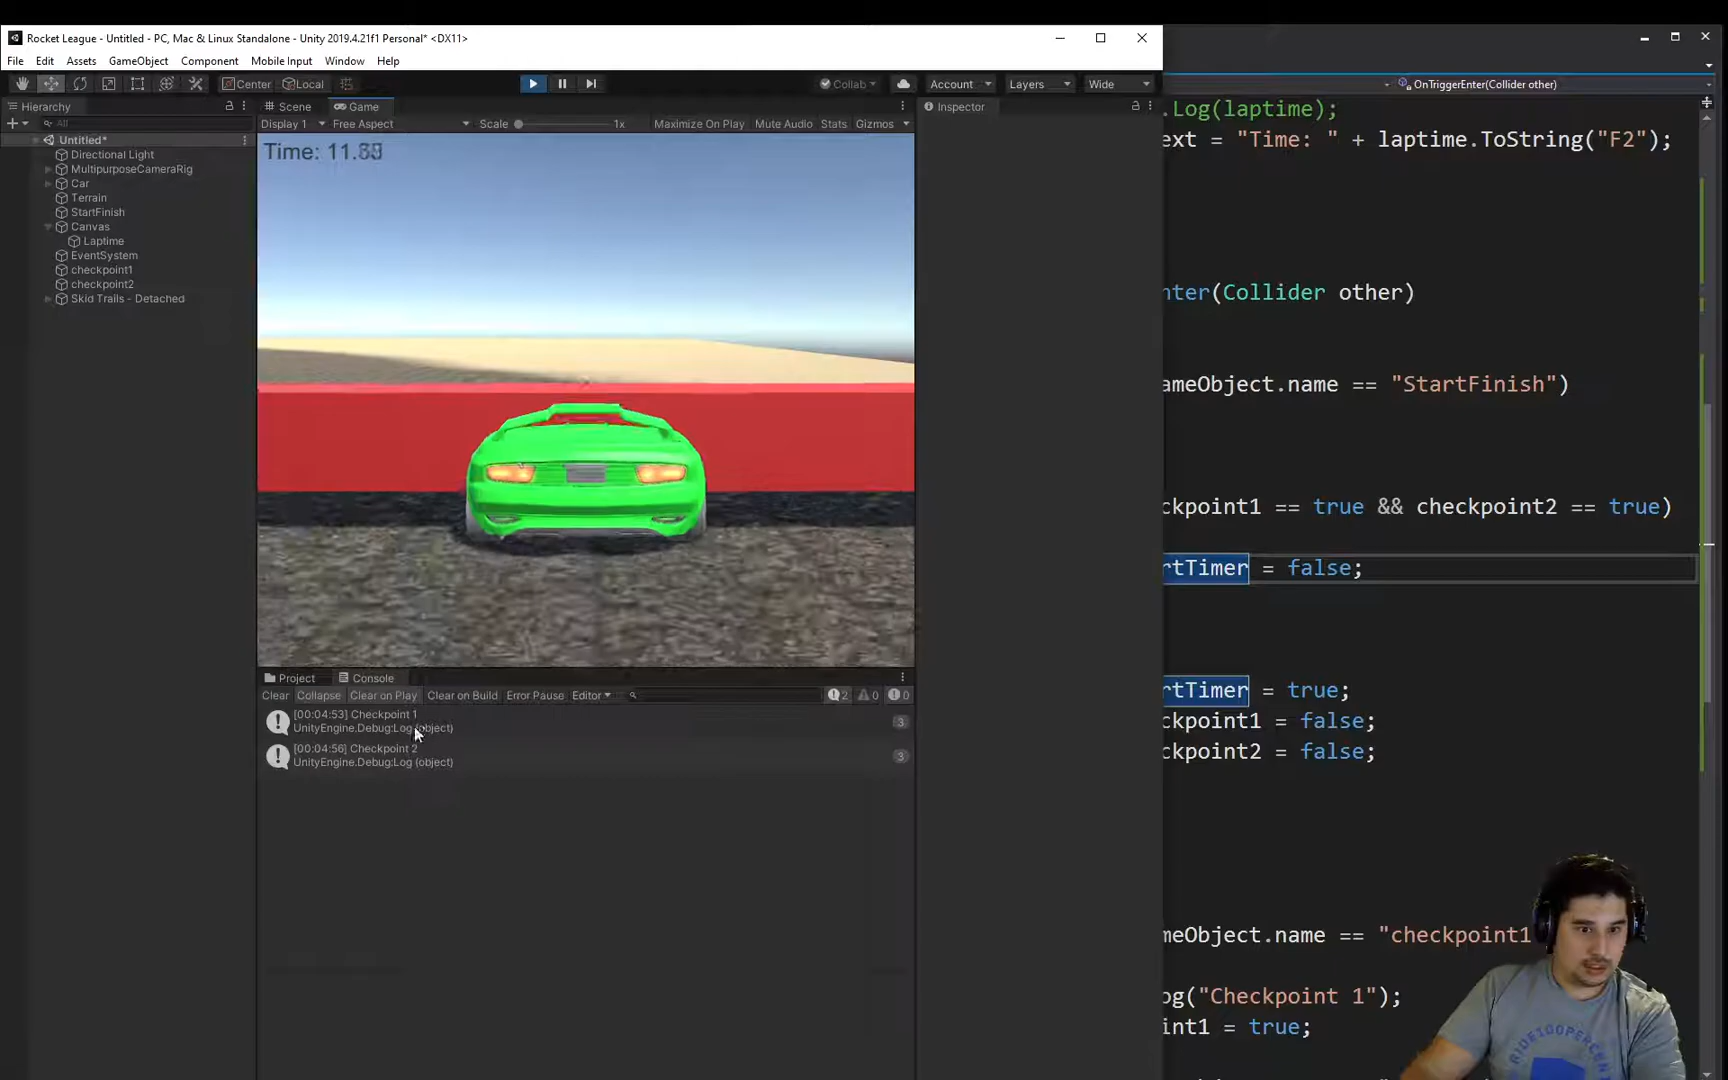 Rocket League - Untitled - PC, Mac & Linux Standalone - Unity 2019.4.21f1 Personal* <DX11>
File Edit Assets GameObject Component Mobile Input Window Help
Center Local Collab Account Layers Wide
OnTriggerEnter(Collider other)
Hierarchy
Scene Game
Inspector
All
Display 1 Free Aspect Scale 1x Maximize On Play Mute Audio Stats Gizmos
Untitled*
Directional Light
MultipurposeCameraRig
Car
Terrain
StartFinish
Canvas
Laptime
EventSystem
checkpoint1
checkpoint2
Skid Trails - Detached
Time:
Project Console
Clear Collapse Clear on Play Clear on Build Error Pause Editor 2 0 0
[00:04:53] Checkpoint 1
UnityEngine.Debug:Log (object)
3
[00:04:56] Checkpoint 2
UnityEngine.Debug:Log (object)
3
.Log(laptime);
ext = "Time: " + laptime.ToString("F2");
nter(Collider other)
ameObject.name == "StartFinish")
ckpoint1 == true && checkpoint2 == true)
rtTimer = false;
rtTimer = true;
ckpoint1 = false;
ckpoint2 = false;
meObject.name == "checkpoint1
og("Checkpoint 1");
int1 = true;